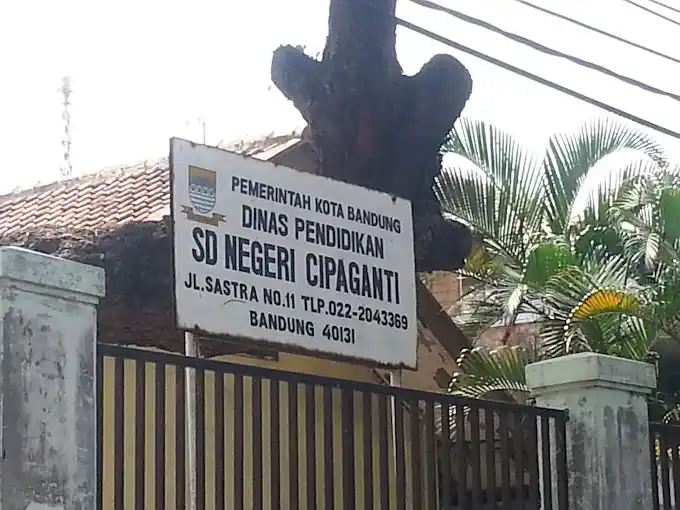 PEMERINTAH KOTA BANDUNG
DINAS PENDIDIKAN
SD NEGERI CIPAGANTI
JL.SASTRA NO.11 TLP.022-2043369
BANDUNG 40131